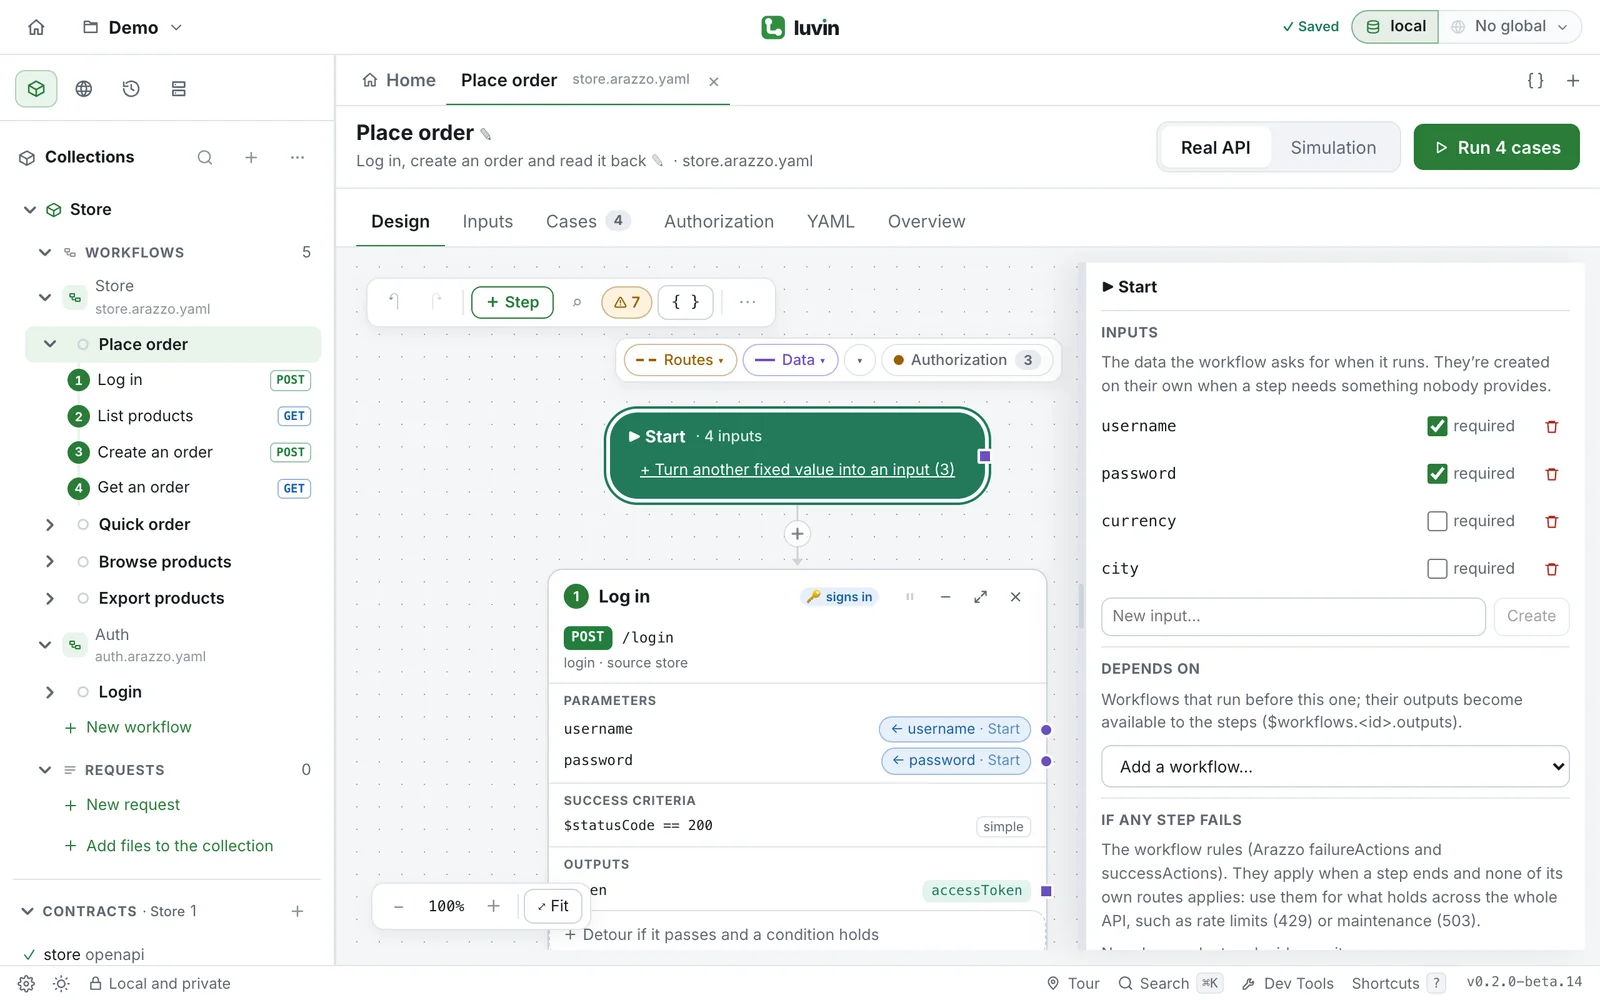 Demo
luvin
Saved
local
No global
Home
Place order
store.arazzo.yaml
Collections
Store
WORKFLOWS
5
Store
store.arazzo.yaml
Place order
1 Log in POST
2 List products GET
3 Create an order POST
4 Get an order GET
Quick order
Browse products
Export products
Auth
auth.arazzo.yaml
Login
+ New workflow
REQUESTS
0
+ New request
+ Add files to the collection
CONTRACTS · Store 1
store openapi
Place order
Log in, create an order and read it back · store.arazzo.yaml
Real API
Simulation
Run 4 cases
Design
Inputs
Cases 4
Authorization
YAML
Overview
+ Step
7
{ }
...
Routes
Data
Authorization 3
Start · 4 inputs
+ Turn another fixed value into an input (3)
1 Log in
signs in
POST /login
login · source store
PARAMETERS
username
← username · Start
password
← password · Start
SUCCESS CRITERIA
$statusCode == 200
simple
OUTPUTS
accessToken
+ Detour if it passes and a condition holds
− 100% +
Fit
Start
INPUTS
The data the workflow asks for when it runs. They’re created
on their own when a step needs something nobody provides.
username
required
password
required
currency
required
city
required
New input...
Create
DEPENDS ON
Workflows that run before this one; their outputs become
available to the steps ($workflows.<id>.outputs).
Add a workflow...
IF ANY STEP FAILS
The workflow rules (Arazzo failureActions and
successActions). They apply when a step ends and none of its
own routes applies: use them for what holds across the whole
API, such as rate limits (429) or maintenance (503).
Local and private
Tour
Search ⌘K
Dev Tools
Shortcuts ?
v0.2.0-beta.14